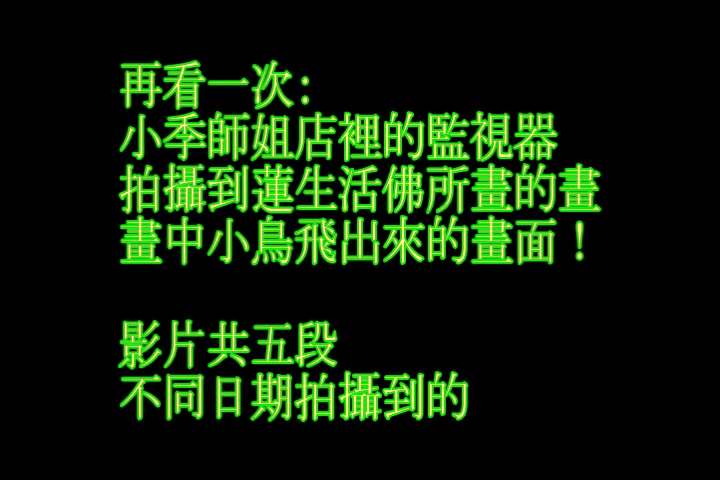 再看一次:
小季師姐店裡的監視器
拍攝到蓮生活佛所畫的畫
畫中小鳥飛出來的畫面！
影片共五段
不同日期拍攝到的